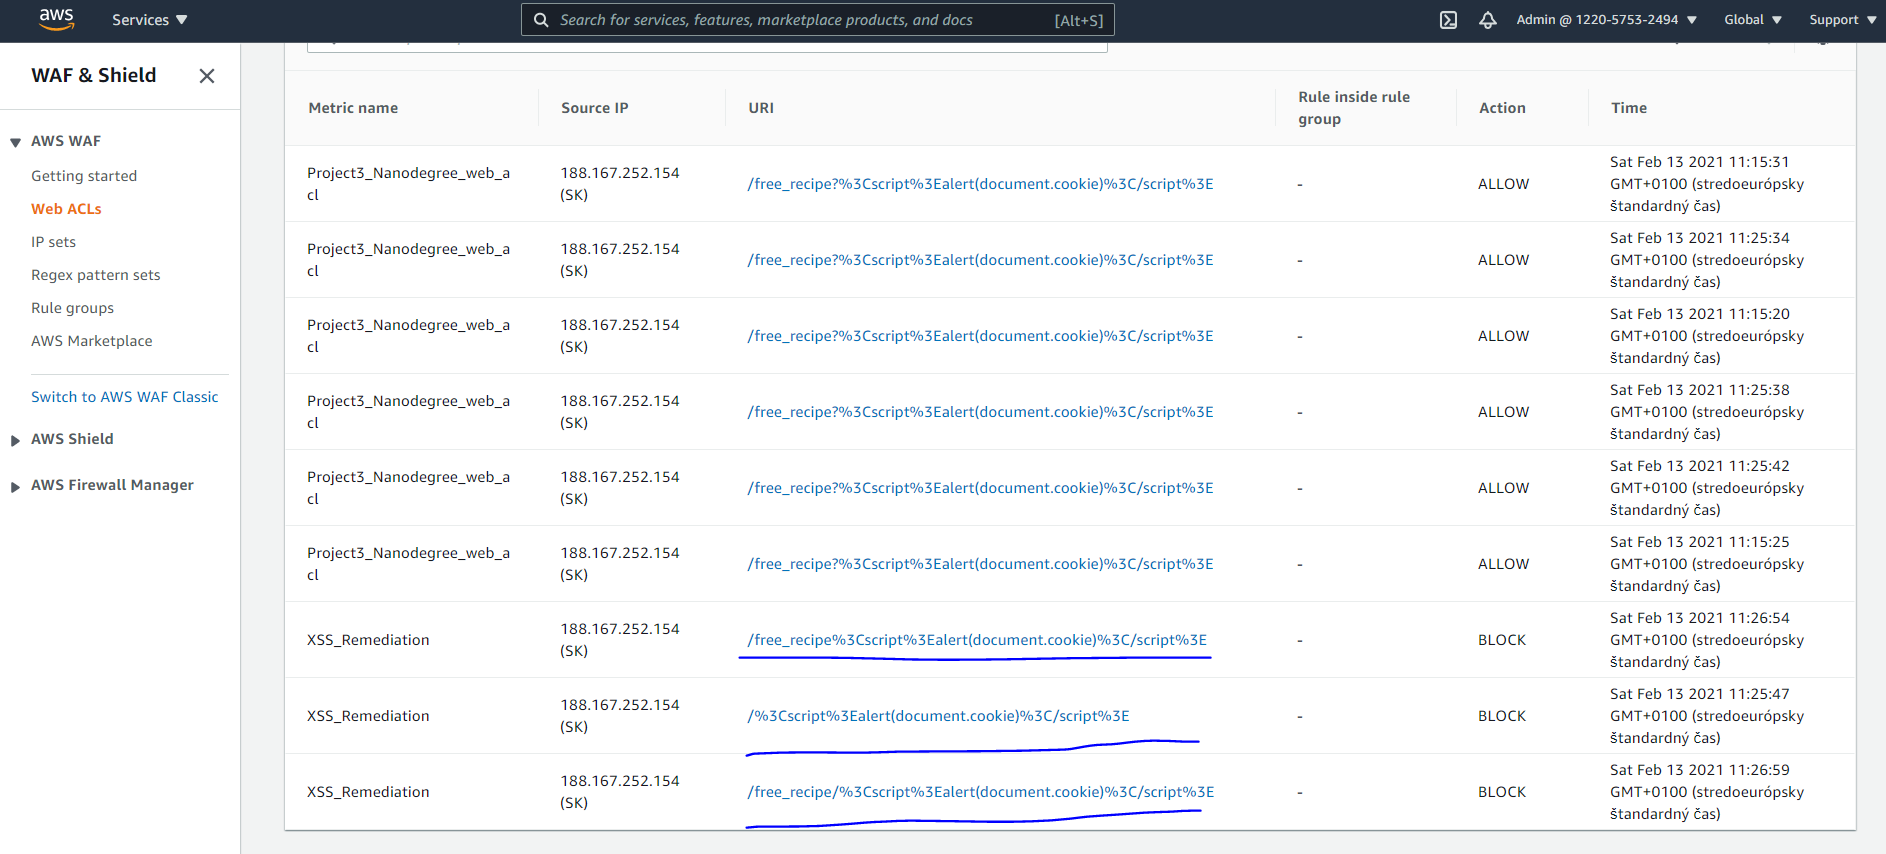 aws Services Search for services, features, marketplace products, and docs [Alt+S] Admin @ 1220-5753-2494 Global Support
WAF & Shield
AWS WAF
Getting started
Web ACLs
IP sets
Regex pattern sets
Rule groups
AWS Marketplace
Switch to AWS WAF Classic
AWS Shield
AWS Firewall Manager
Metric name Source IP URI Rule inside rule group Action Time
Project3_Nanodegree_web_a 188.167.252.154 /free_recipe?%3Cscript%3Ealert(document.cookie)%3C/script%3E - ALLOW Sat Feb 13 2021 11:15:31
cl (SK) GMT+0100 (stredoeurópsky
štandardný čas)
Project3_Nanodegree_web_a 188.167.252.154 /free_recipe?%3Cscript%3Ealert(document.cookie)%3C/script%3E - ALLOW Sat Feb 13 2021 11:25:34
cl (SK) GMT+0100 (stredoeurópsky
štandardný čas)
Project3_Nanodegree_web_a 188.167.252.154 /free_recipe?%3Cscript%3Ealert(document.cookie)%3C/script%3E - ALLOW Sat Feb 13 2021 11:15:20
cl (SK) GMT+0100 (stredoeurópsky
štandardný čas)
Project3_Nanodegree_web_a 188.167.252.154 /free_recipe?%3Cscript%3Ealert(document.cookie)%3C/script%3E - ALLOW Sat Feb 13 2021 11:25:38
cl (SK) GMT+0100 (stredoeurópsky
štandardný čas)
Project3_Nanodegree_web_a 188.167.252.154 /free_recipe?%3Cscript%3Ealert(document.cookie)%3C/script%3E - ALLOW Sat Feb 13 2021 11:25:42
cl (SK) GMT+0100 (stredoeurópsky
štandardný čas)
Project3_Nanodegree_web_a 188.167.252.154 /free_recipe?%3Cscript%3Ealert(document.cookie)%3C/script%3E - ALLOW Sat Feb 13 2021 11:15:25
cl (SK) GMT+0100 (stredoeurópsky
štandardný čas)
XSS_Remediation 188.167.252.154 /free_recipe%3Cscript%3Ealert(document.cookie)%3C/script%3E - BLOCK Sat Feb 13 2021 11:26:54
(SK) GMT+0100 (stredoeurópsky
štandardný čas)
XSS_Remediation 188.167.252.154 /%3Cscript%3Ealert(document.cookie)%3C/script%3E - BLOCK Sat Feb 13 2021 11:25:47
(SK) GMT+0100 (stredoeurópsky
štandardný čas)
XSS_Remediation 188.167.252.154 /free_recipe/%3Cscript%3Ealert(document.cookie)%3C/script%3E - BLOCK Sat Feb 13 2021 11:26:59
(SK) GMT+0100 (stredoeurópsky
štandardný čas)